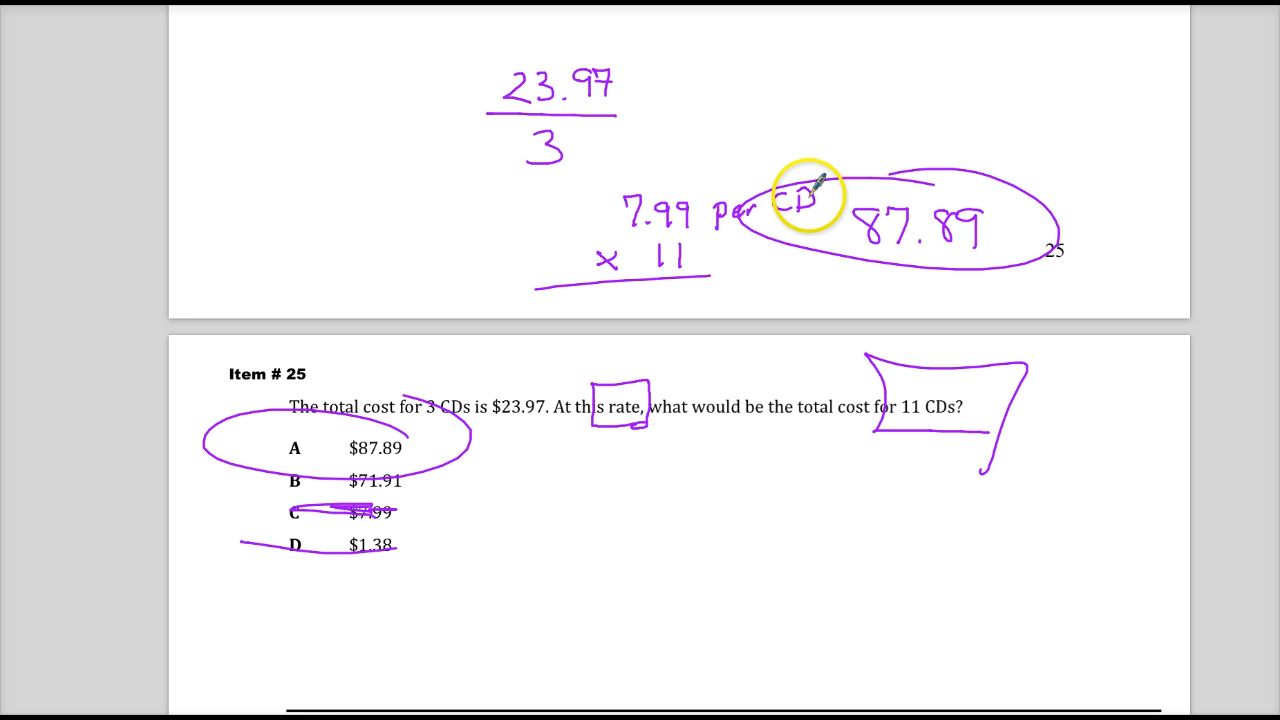 23.97
3
7.99 per CD
x 11
87.89
25
Item # 25
The total cost for 3 CDs is $23.97. At this rate, what would be the total cost for 11 CDs?
A $87.89
B $71.91
C $7.99
D $1.38